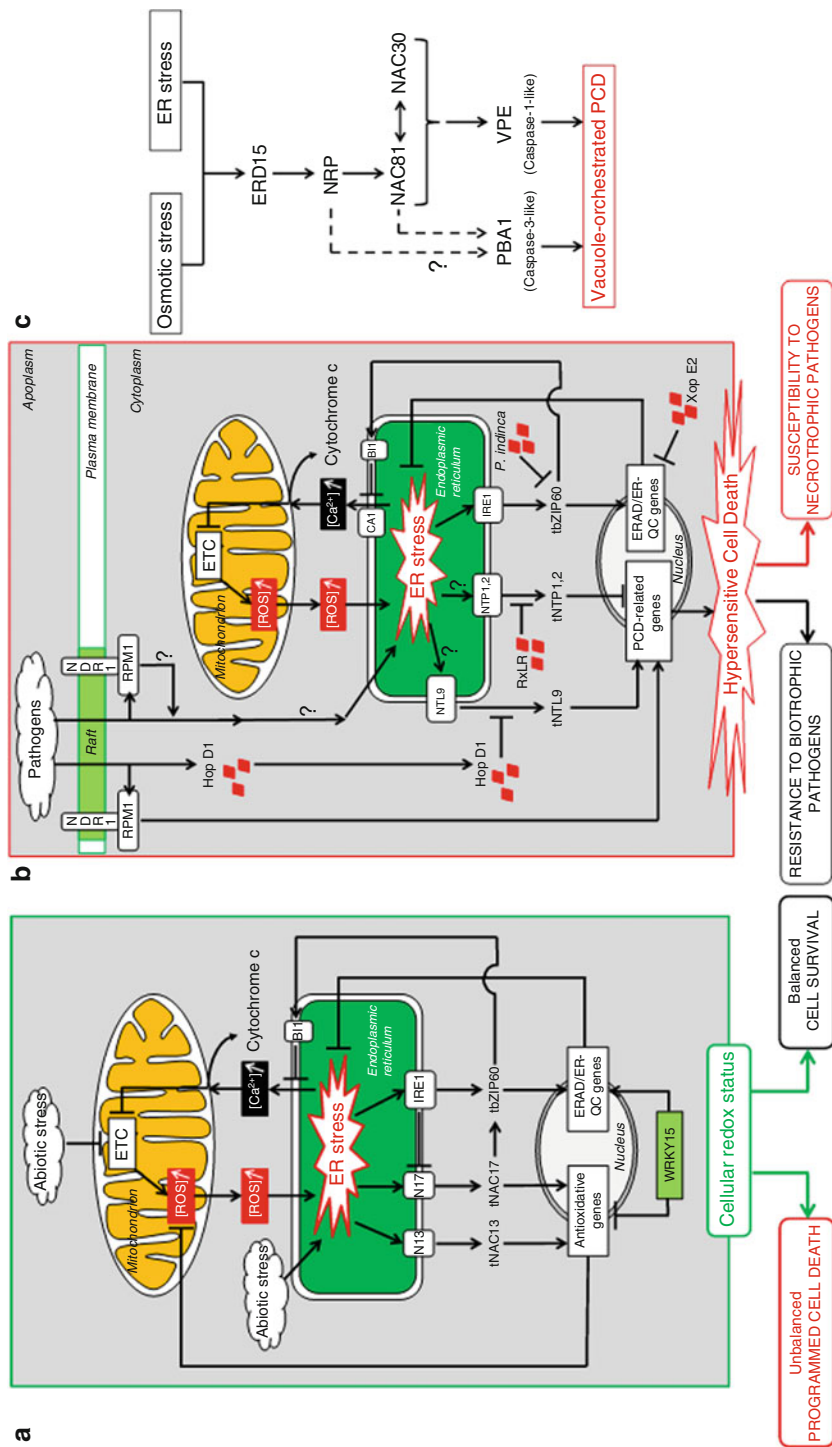 a
Abiotic stress
Mitochondrion
ETC
[ROS]
[ROS]
[Ca²⁺]
Cytochrome c
Abiotic stress
ER stress
BI1
Endoplasmic
reticulum
N13
N17
IRE1
tNAC13
tNAC17
tbZIP60
Antioxidative
genes
ERAD/ER-
QC genes
Nucleus
WRKY15
Cellular redox status
Unbalanced
PROGRAMMED CELL DEATH
Balanced
CELL SURVIVAL
b
Pathogens
Apoplasm
N
D
R
1
Raft
N
D
R
1
Plasma membrane
RPM1
RPM1
Cytoplasm
?
Hop D1
?
Mitochondrion
ETC
[ROS]
[ROS]
[Ca²⁺]
Cytochrome c
CA1
BI1
ER stress
Endoplasmic
reticulum
?
?
NTL9
NTP1,2
IRE1
Hop D1
RxLR
P. indinca
tNTL9
tNTP1,2
tbZIP60
PCD-related
genes
ERAD/ER-
QC genes
Nucleus
Xop E2
Hypersensitive Cell Death
RESISTANCE TO BIOTROPHIC
PATHOGENS
SUSCEPTIBILITY TO
NECROTROPHIC PATHOGENS
c
Osmotic stress
ER stress
ERD15
NRP
NAC81
NAC30
?
PBA1
(Caspase-3-like)
VPE
(Caspase-1-like)
Vacuole-orchestrated PCD